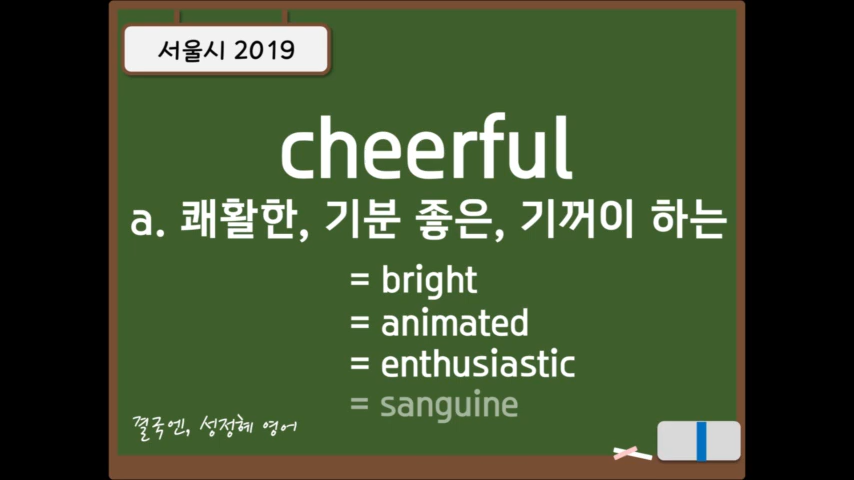 서울시 2019
cheerful
a. 쾌활한, 기분 좋은, 기꺼이 하는
= bright
= animated
= enthusiastic
= sanguine
결국엔, 성정혜 영어